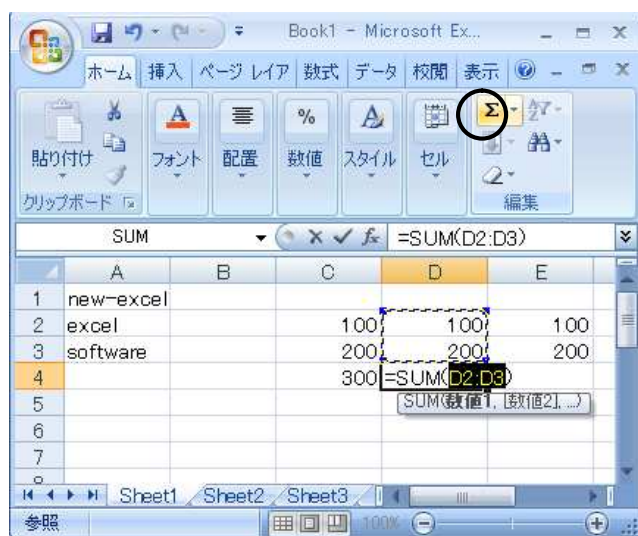 Book1 - Microsoft Ex...
ホーム 挿入 ページ レイア 数式 データ 校閲 表示
貼り付け フォント 配置 数値 スタイル セル
クリップボード 編集
SUM fx =SUM(D2:D3)
A B C D E
1 new-excel
2 excel 100 100 100
3 software 200 200 200
4 300 =SUM(D2:D3)
5 SUM(数値1, [数値2], ...)
6
7
Sheet1 Sheet2 Sheet3
参照 100%